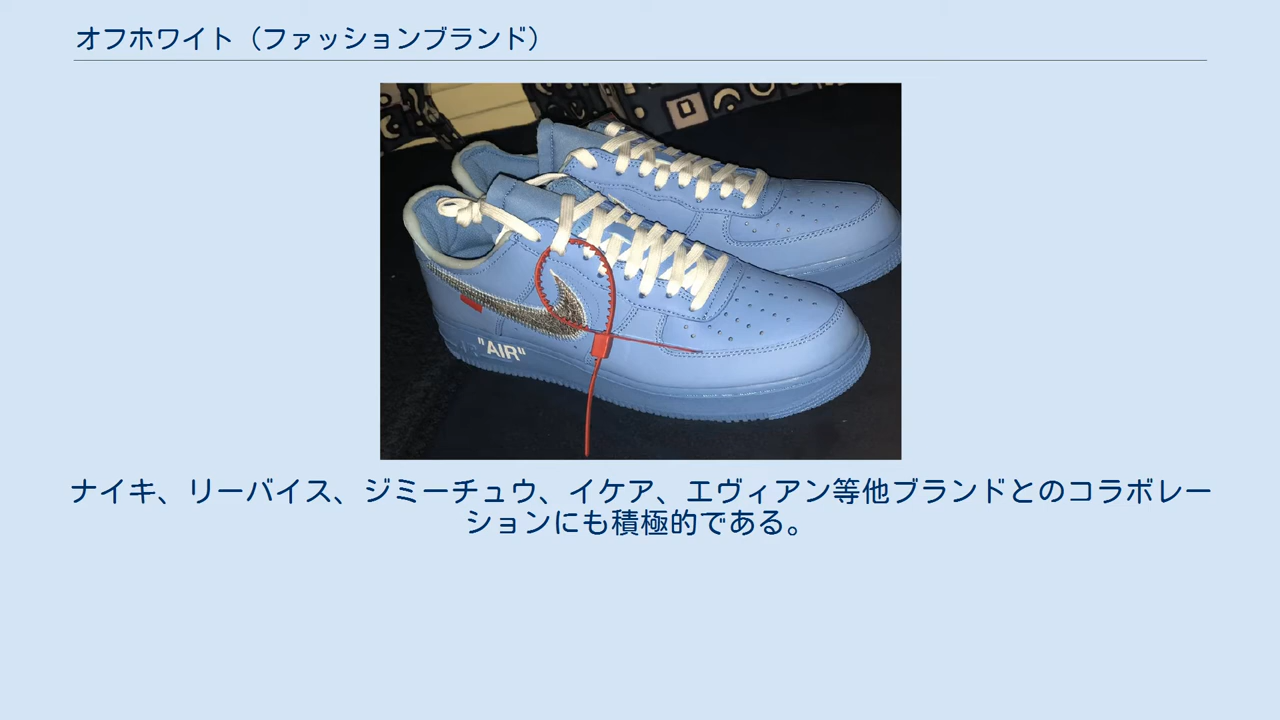 オフホワイト（ファッションブランド）
"AIR"
ナイキ、リーバイス、ジミーチュウ、イケア、エヴィアン等他ブランドとのコラボレー
ションにも積極的である。